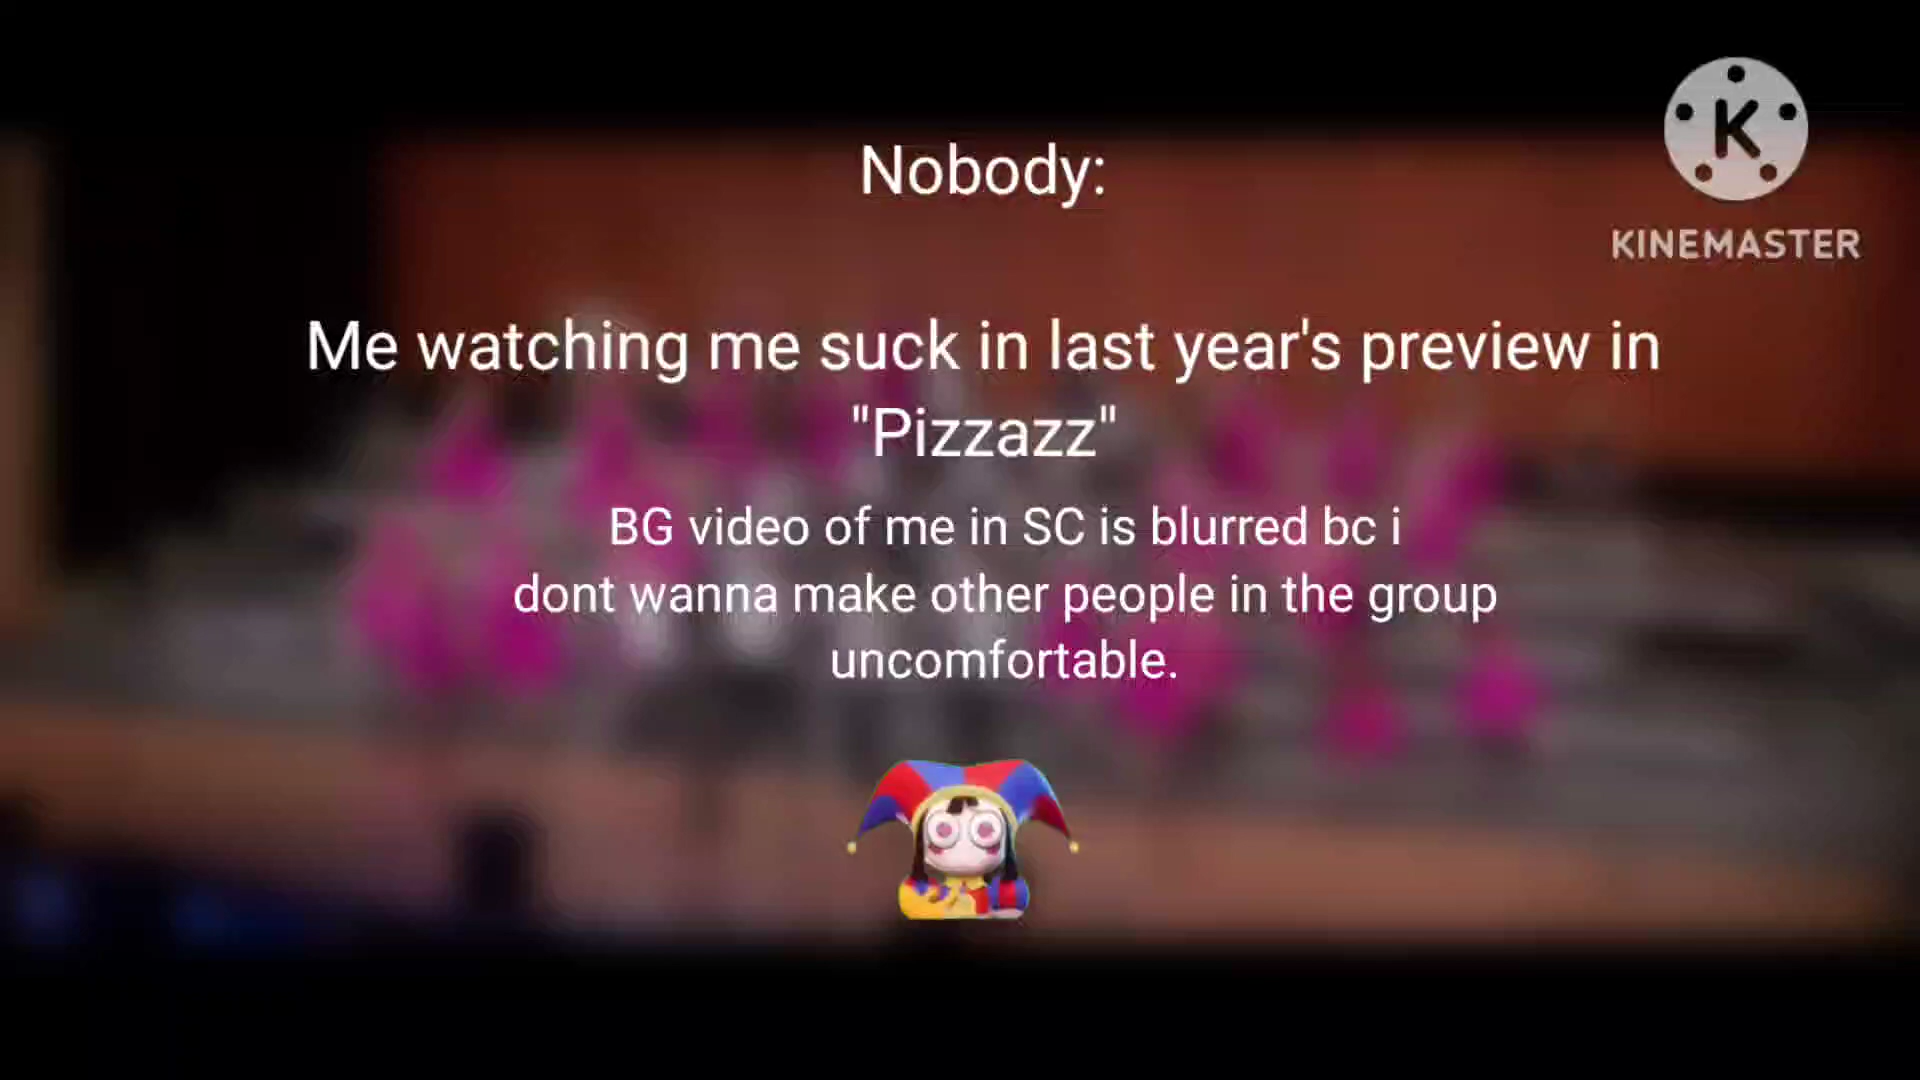 Nobody:
K
KINEMASTER
Me watching me suck in last year's preview in
"Pizzazz"
BG video of me in SC is blurred bc i
dont wanna make other people in the group
uncomfortable.